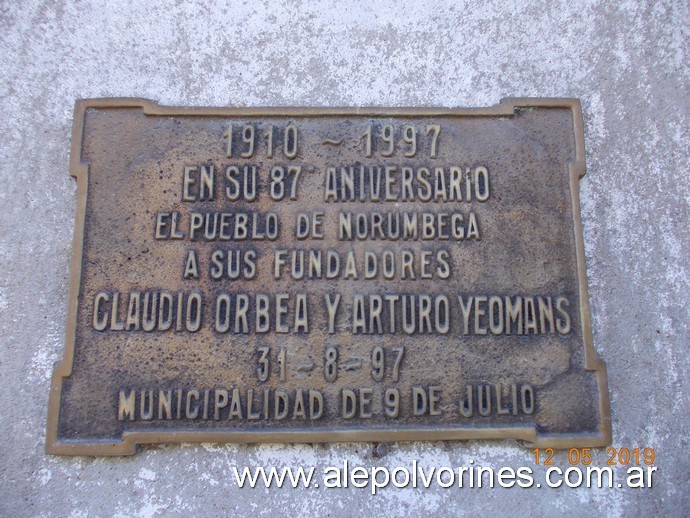 1910 ~ 1997
EN SU 87 ANIVERSARIO
EL PUEBLO DE NORUMBEGA
A SUS FUNDADORES
CLAUDIO ORBEA Y ARTURO YEOMANS
31-8-97
MUNICIPALIDAD DE 9 DE JULIO
12 05 2019
www.alepolvorines.com.ar